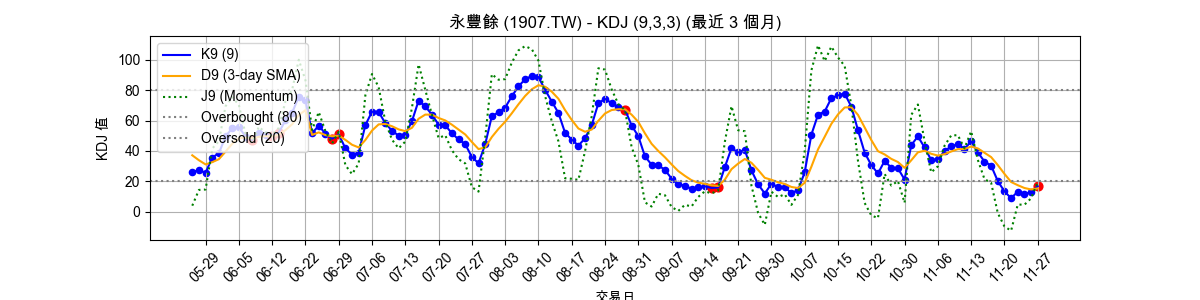 永豐餘 (1907.TW) - KDJ (9,3,3) (最近 3 個月)
KDJ 值
100
80
60
40
20
0
K9 (9)
D9 (3-day SMA)
J9 (Momentum)
Overbought (80)
Oversold (20)
05-29 06-05 06-12 06-22 06-29 07-06 07-13 07-20 07-27 08-03 08-10 08-17 08-24 08-31 09-07 09-14 09-21 09-30 10-07 10-15 10-22 10-30 11-06 11-13 11-20 11-27
交易日